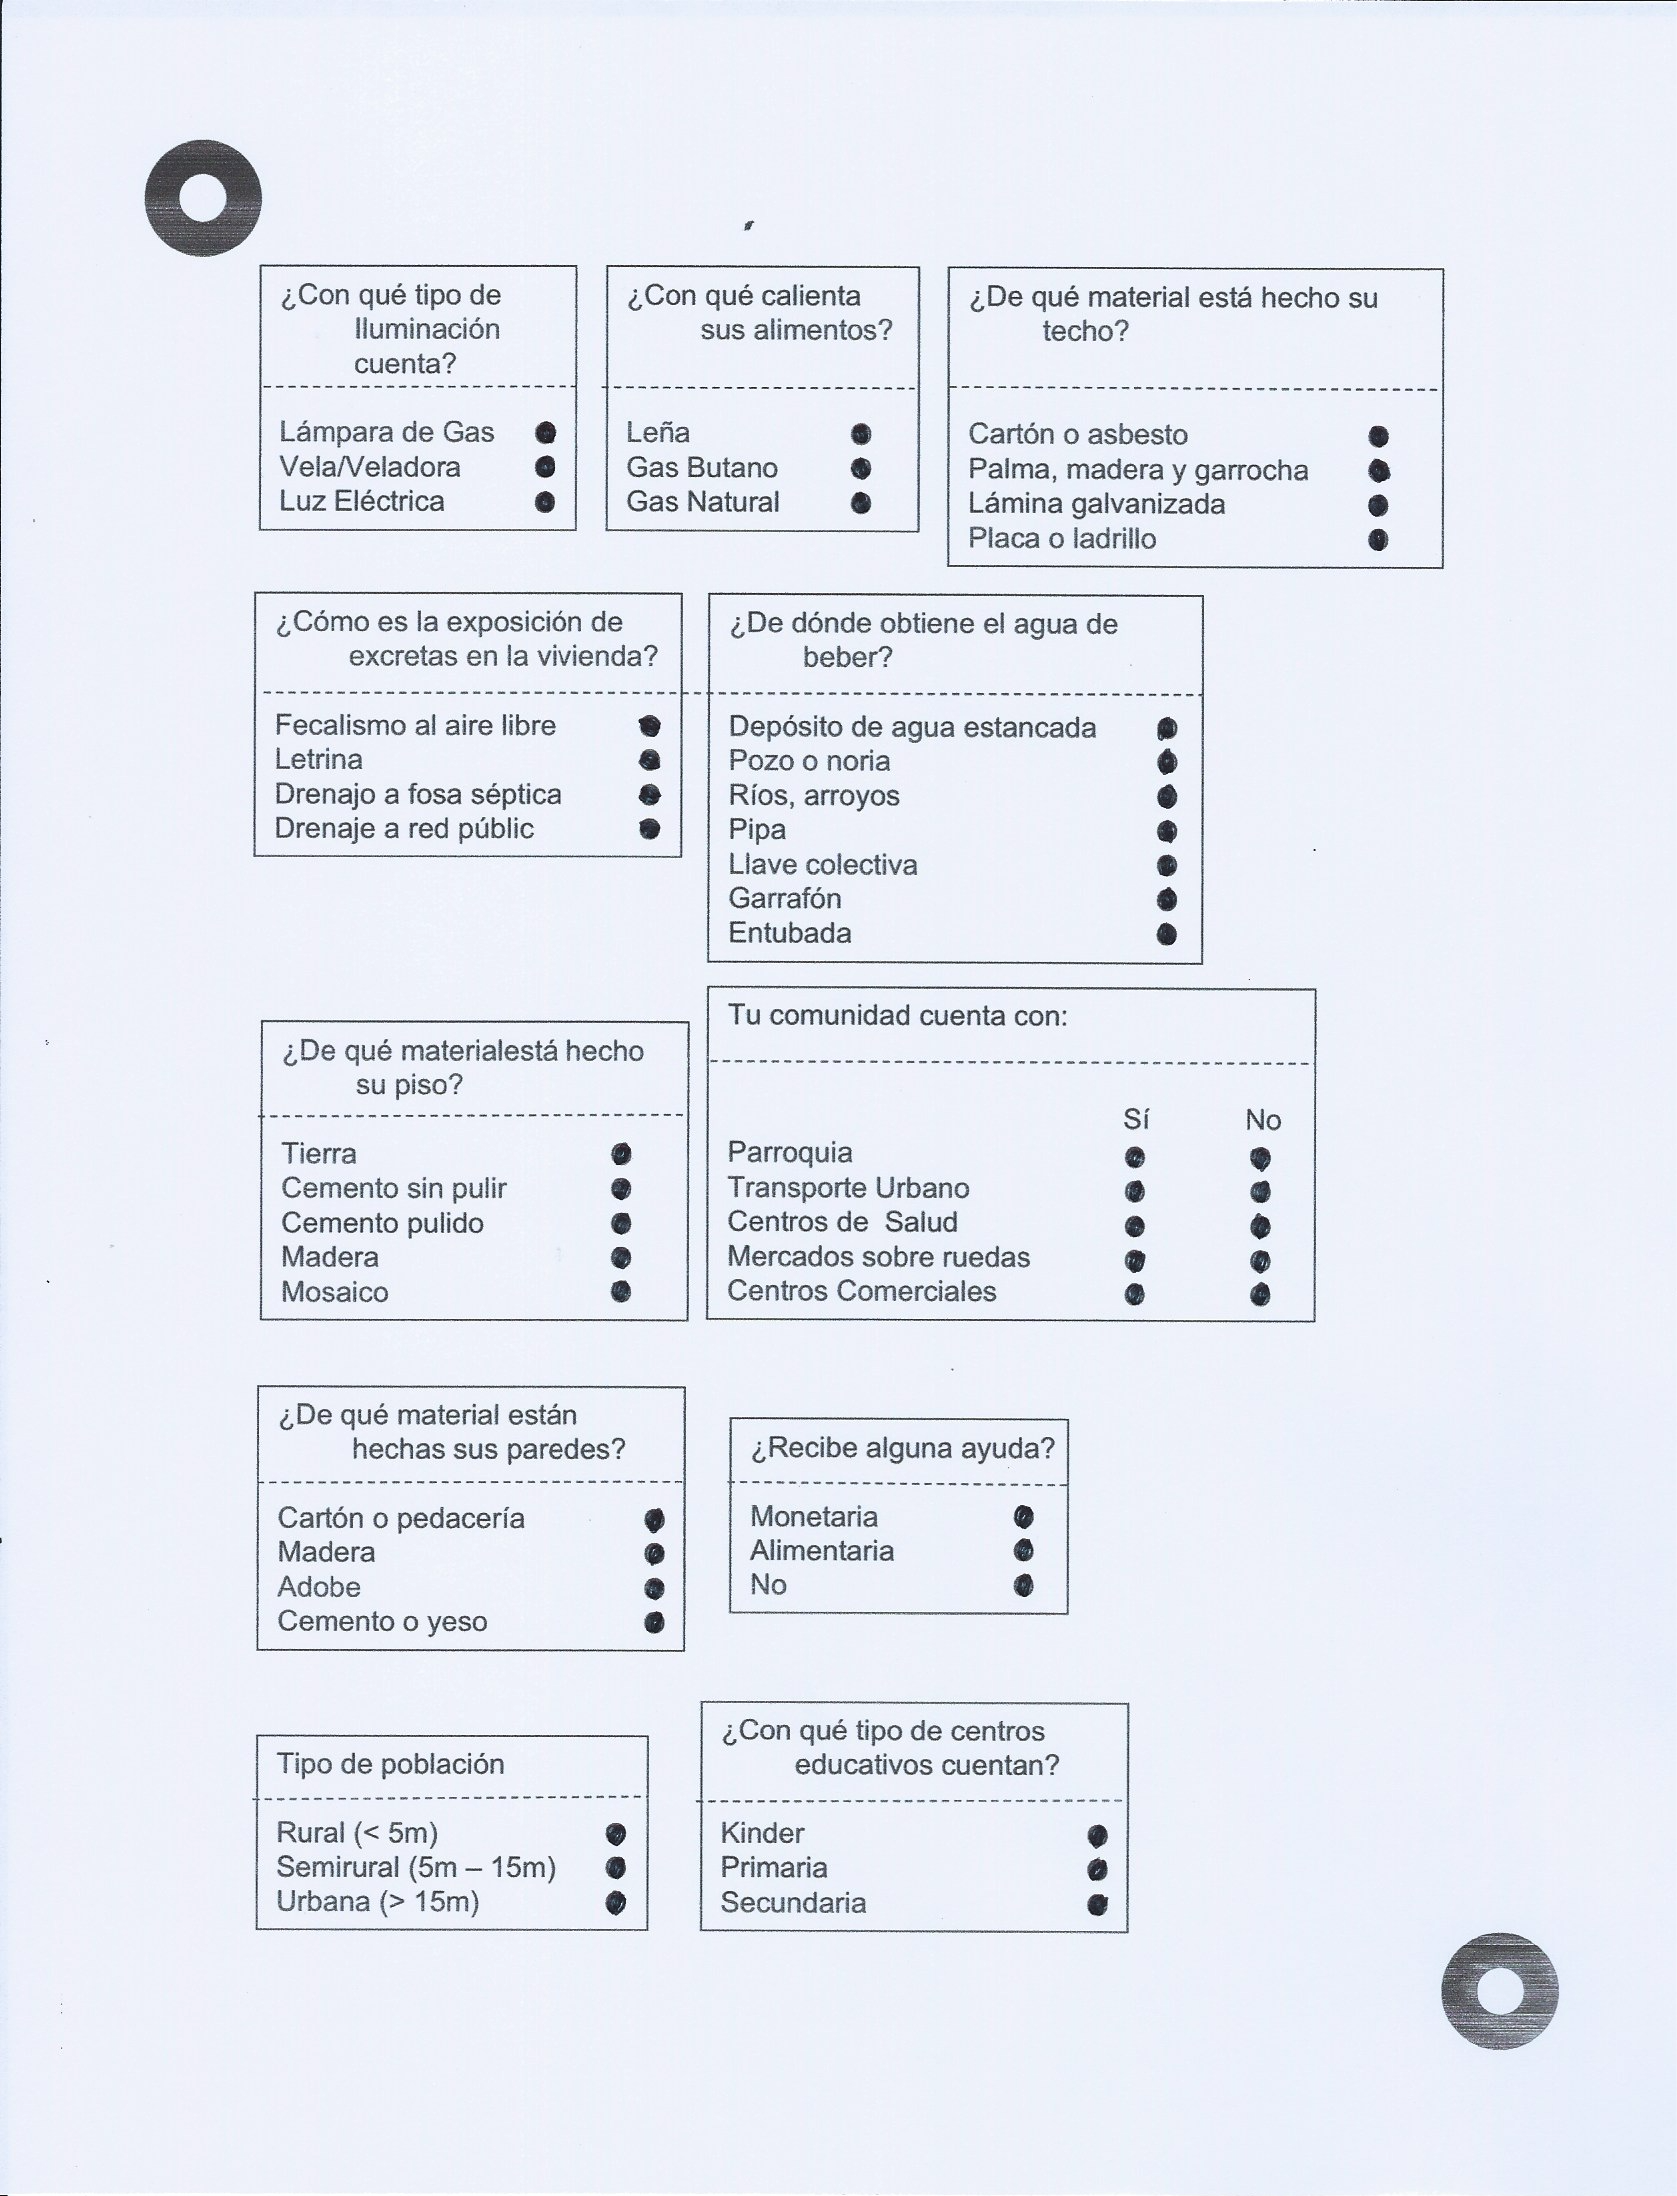 ¿Con qué tipo de
Iluminación
cuenta?
Lámpara de Gas
Vela/Veladora
Luz Eléctrica
¿Con qué calienta
sus alimentos?
Leña
Gas Butano
Gas Natural
¿De qué material está hecho su
techo?
Cartón o asbesto
Palma, madera y garrocha
Lámina galvanizada
Placa o ladrillo
¿Cómo es la exposición de
excretas en la vivienda?
Fecalismo al aire libre
Letrina
Drenajo a fosa séptica
Drenaje a red públic
¿De dónde obtiene el agua de
beber?
Depósito de agua estancada
Pozo o noria
Ríos, arroyos
Pipa
Llave colectiva
Garrafón
Entubada
¿De qué materialestá hecho
su piso?
Tierra
Cemento sin pulir
Cemento pulido
Madera
Mosaico
Tu comunidad cuenta con:
Sí No
Parroquia
Transporte Urbano
Centros de Salud
Mercados sobre ruedas
Centros Comerciales
¿De qué material están
hechas sus paredes?
Cartón o pedacería
Madera
Adobe
Cemento o yeso
¿Recibe alguna ayuda?
Monetaria
Alimentaria
No
Tipo de población
Rural (< 5m)
Semirural (5m – 15m)
Urbana (> 15m)
¿Con qué tipo de centros
educativos cuentan?
Kinder
Primaria
Secundaria